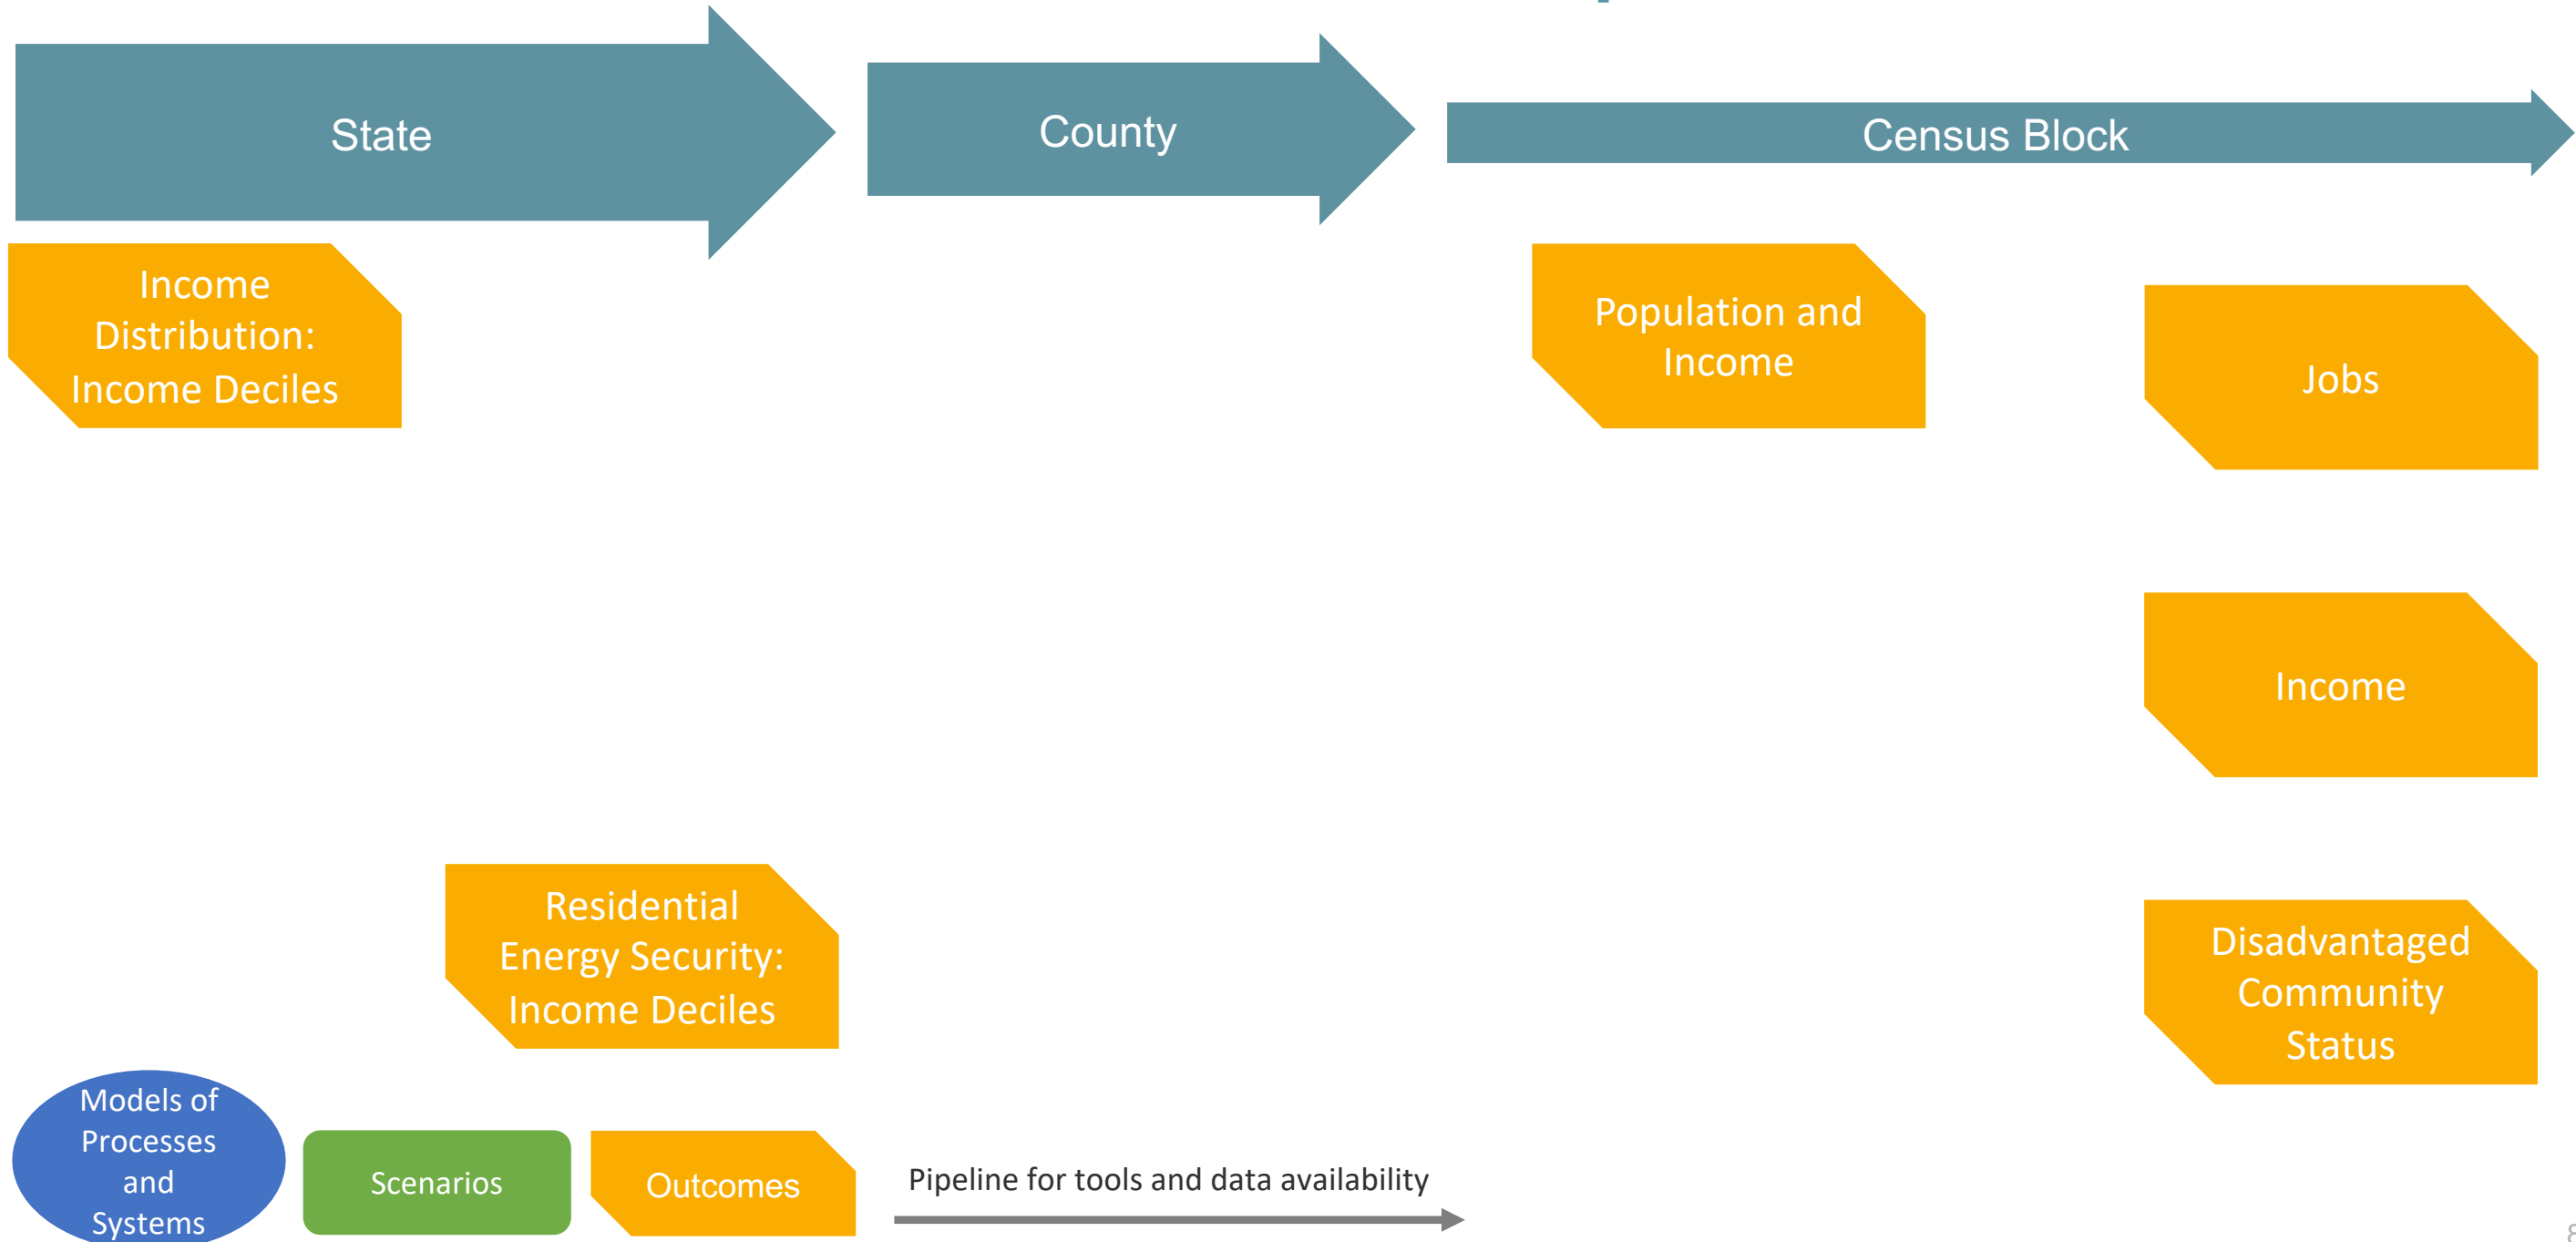 State
County
Census Block
Income
Distribution:
Income Deciles
Population and
Income
Jobs
Income
Residential
Energy Security:
Income Deciles
Disadvantaged
Community
Status
Models of
Processes
and
Systems
Scenarios
Outcomes
Pipeline for tools and data availability